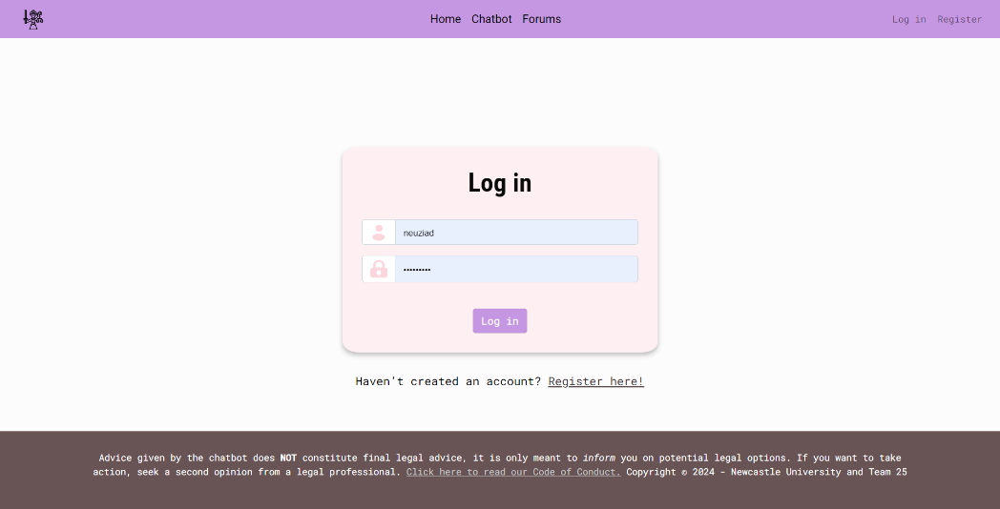 Home Chatbot Forums
Log in Register
Log in
neuziad
•••••••••
Log in
Haven't created an account? Register here!
Advice given by the chatbot does NOT constitute final legal advice, it is only meant to inform you on potential legal options. If you want to take
action, seek a second opinion from a legal professional. Click here to read our Code of Conduct. Copyright © 2024 - Newcastle University and Team 25